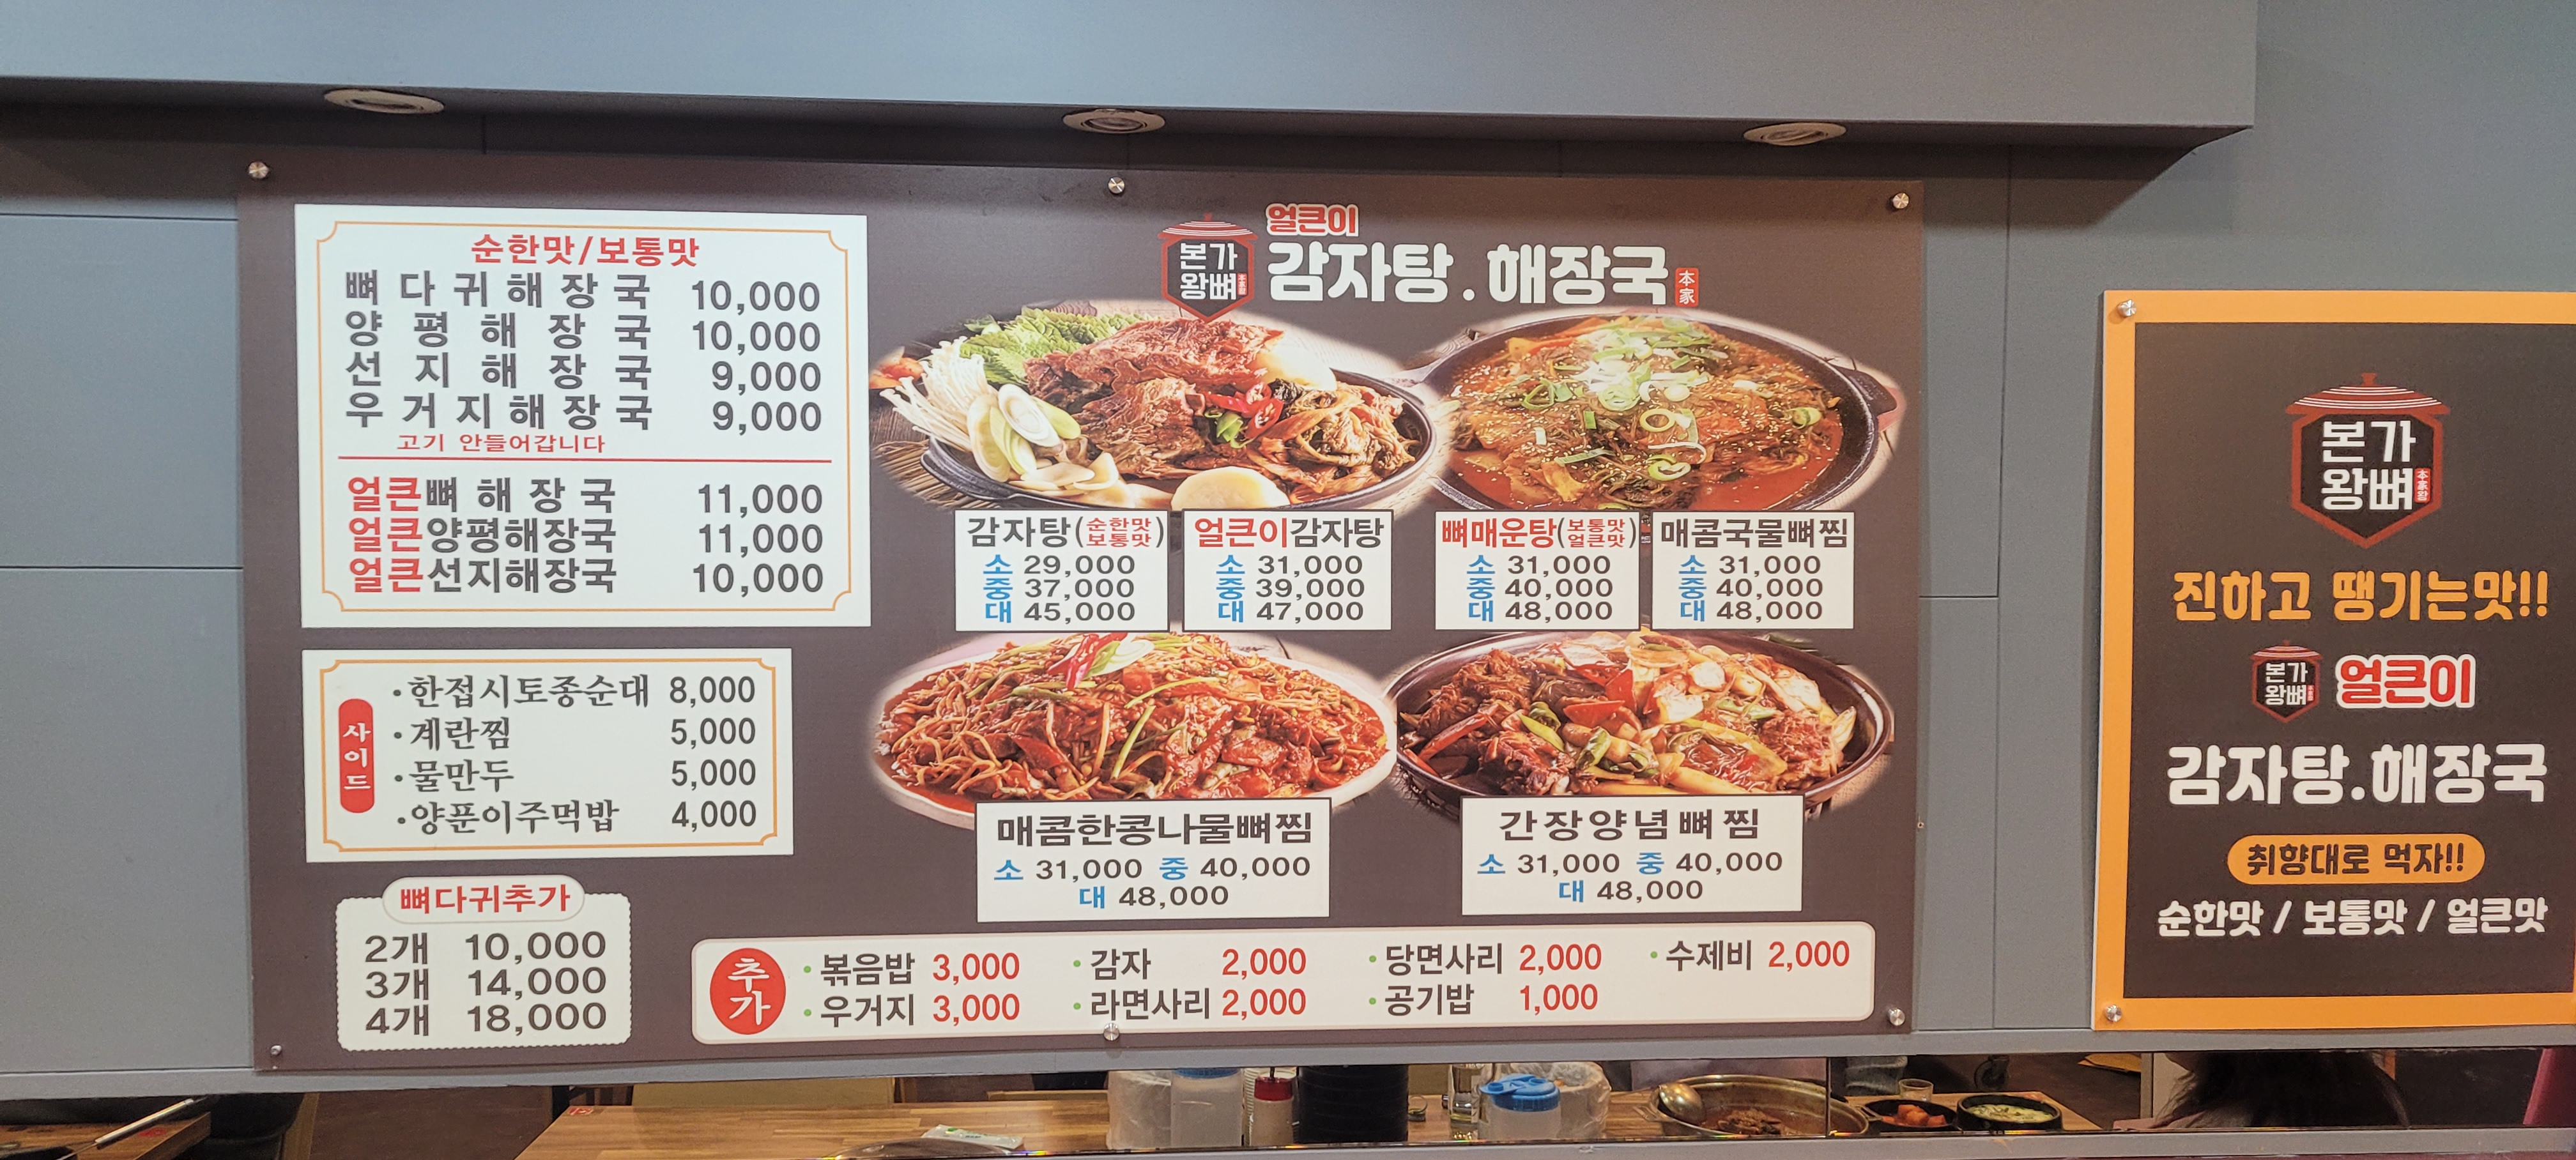 순한맛/보통맛
뼈다귀해장국 10,000
양평해장국 10,000
선지해장국 9,000
우거지해장국 9,000
고기 안들어갑니다
얼큰뼈해장국 11,000
얼큰양평해장국 11,000
얼큰선지해장국 10,000
사이드
·한접시토종순대 8,000
·계란찜 5,000
·물만두 5,000
·양푼이주먹밥 4,000
뼈다귀추가
2개 10,000
3개 14,000
4개 18,000
본가
왕뼈
얼큰이
감자탕.해장국
本家
감자탕(순한맛 보통맛)
소 29,000
중 37,000
대 45,000
얼큰이감자탕
소 31,000
중 39,000
대 47,000
뼈매운탕(보통맛 얼큰맛)
소 31,000
중 40,000
대 48,000
매콤국물뼈찜
소 31,000
중 40,000
대 48,000
매콤한콩나물뼈찜
소 31,000 중 40,000
대 48,000
간장양념뼈찜
소 31,000 중 40,000
대 48,000
추가
·볶음밥 3,000 ·감자 2,000 ·당면사리 2,000 ·수제비 2,000
·우거지 3,000 ·라면사리 2,000 ·공기밥 1,000
본가
왕뼈
진하고 땡기는맛!!
본가
왕뼈
얼큰이
감자탕.해장국
취향대로 먹자!!
순한맛 / 보통맛 / 얼큰맛